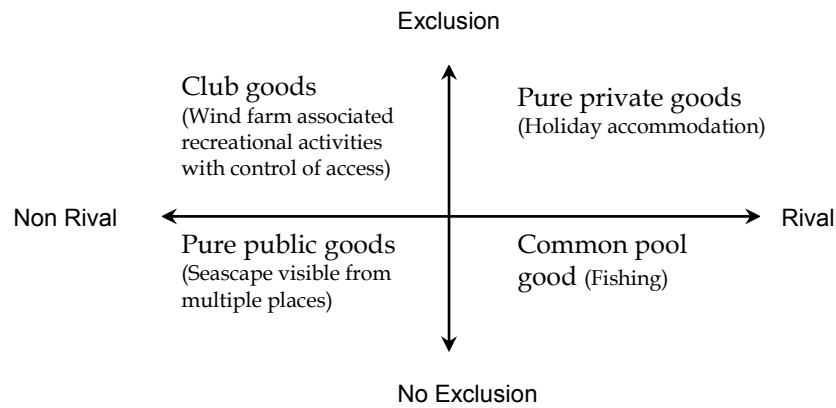 Exclusion
Club goods
(Wind farm associated
recreational activities
with control of access)
Pure private goods
(Holiday accommodation)
Non Rival
Rival
Pure public goods
(Seascape visible from
multiple places)
Common pool
good (Fishing)
No Exclusion